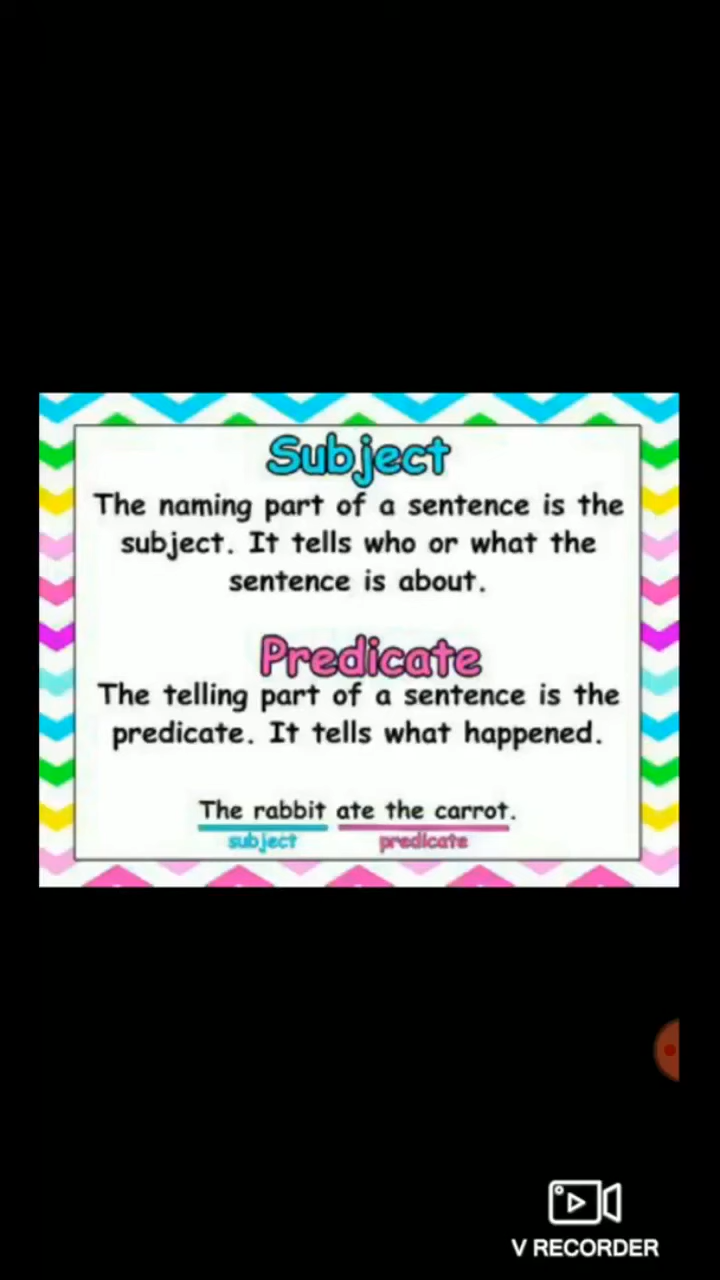 Subject
The naming part of a sentence is the
subject. It tells who or what the
sentence is about.
Predicate
The telling part of a sentence is the
predicate. It tells what happened.
The rabbit ate the carrot.
subject predicate
V RECORDER